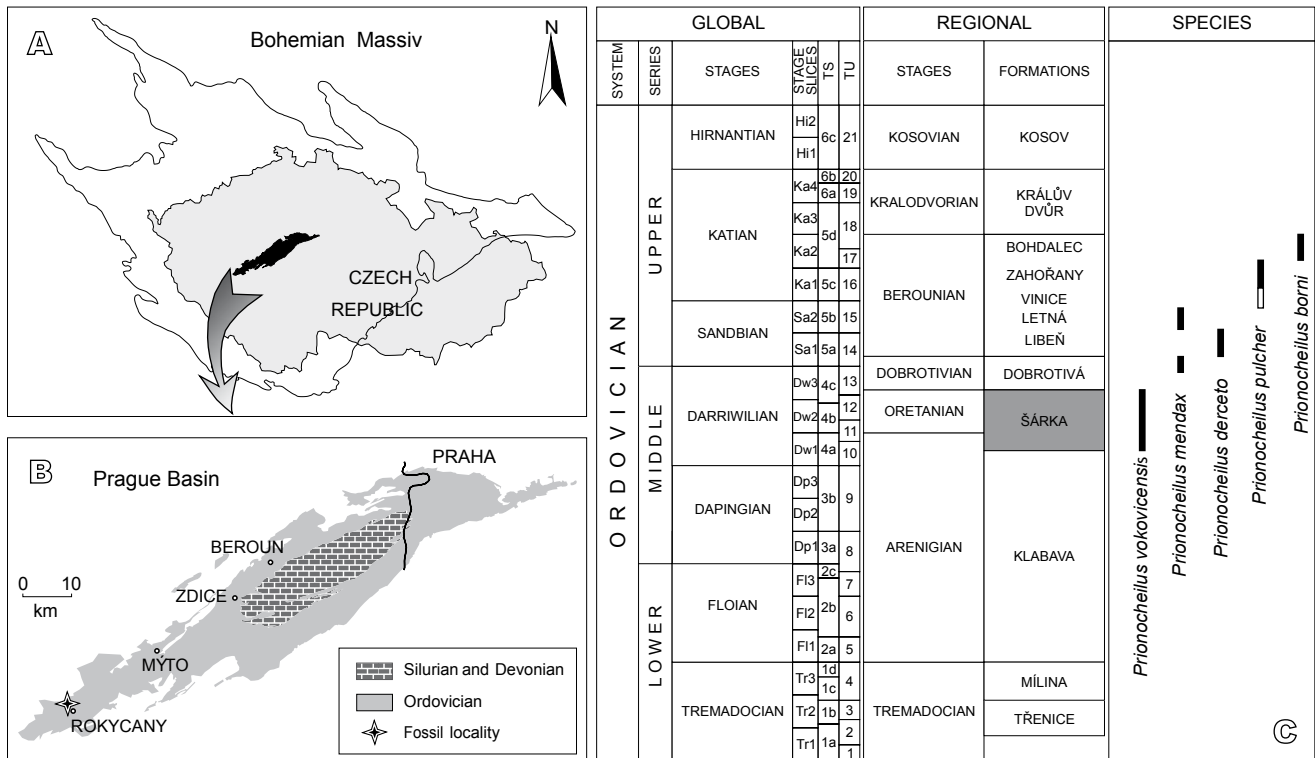 A
Bohemian Massiv
N
CZECH
REPUBLIC
B
Prague Basin
PRAHA
BEROUN
0 10
km
ZDICE
MÝTO
ROKYCANY
Silurian and Devonian
Ordovician
Fossil locality
GLOBAL
REGIONAL
SPECIES
SYSTEM
SERIES
STAGES
STAGE
SLICES
TS
TU
STAGES
FORMATIONS
ORDOVICIAN
UPPER
MIDDLE
LOWER
HIRNANTIAN
KATIAN
SANDBIAN
DARRIWILIAN
DAPINGIAN
FLOIAN
TREMADOCIAN
Hi2
Hi1
Ka4
Ka3
Ka2
Ka1
Sa2
Sa1
Dw3
Dw2
Dw1
Dp3
Dp2
Dp1
Fl3
Fl2
Fl1
Tr3
Tr2
Tr1
6c
6b
6a
5d
5c
5b
5a
4c
4b
4a
3b
3a
2c
2b
2a
1d
1c
1b
1a
21
20
19
18
17
16
15
14
13
12
11
10
9
8
7
6
5
4
3
2
1
KOSOVIAN
KRALODVORIAN
BEROUNIAN
DOBROTIVIAN
ORETANIAN
ARENIGIAN
TREMADOCIAN
KOSOV
KRÁLŮV
DVŮR
BOHDALEC
ZAHOŘANY
VINICE
LETNÁ
LIBEŇ
DOBROTIVÁ
ŠÁRKA
KLABAVA
MÍLINA
TŘENICE
Prionocheilus vokovicensis
Prionocheilus mendax
Prionocheilus derceto
Prionocheilus pulcher
Prionocheilus borni
C